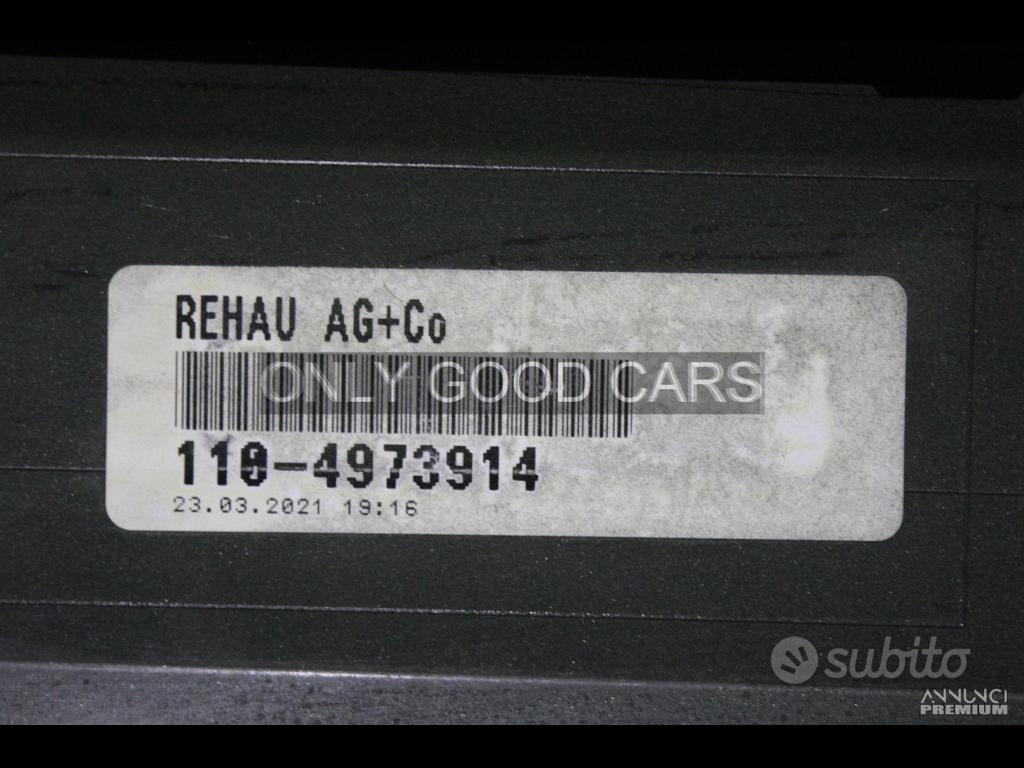 REHAU AG+Co
ONLY GOOD CARS
110-4973914
23.03.2021 19:16
subito
ANNUNCI
PREMIUM